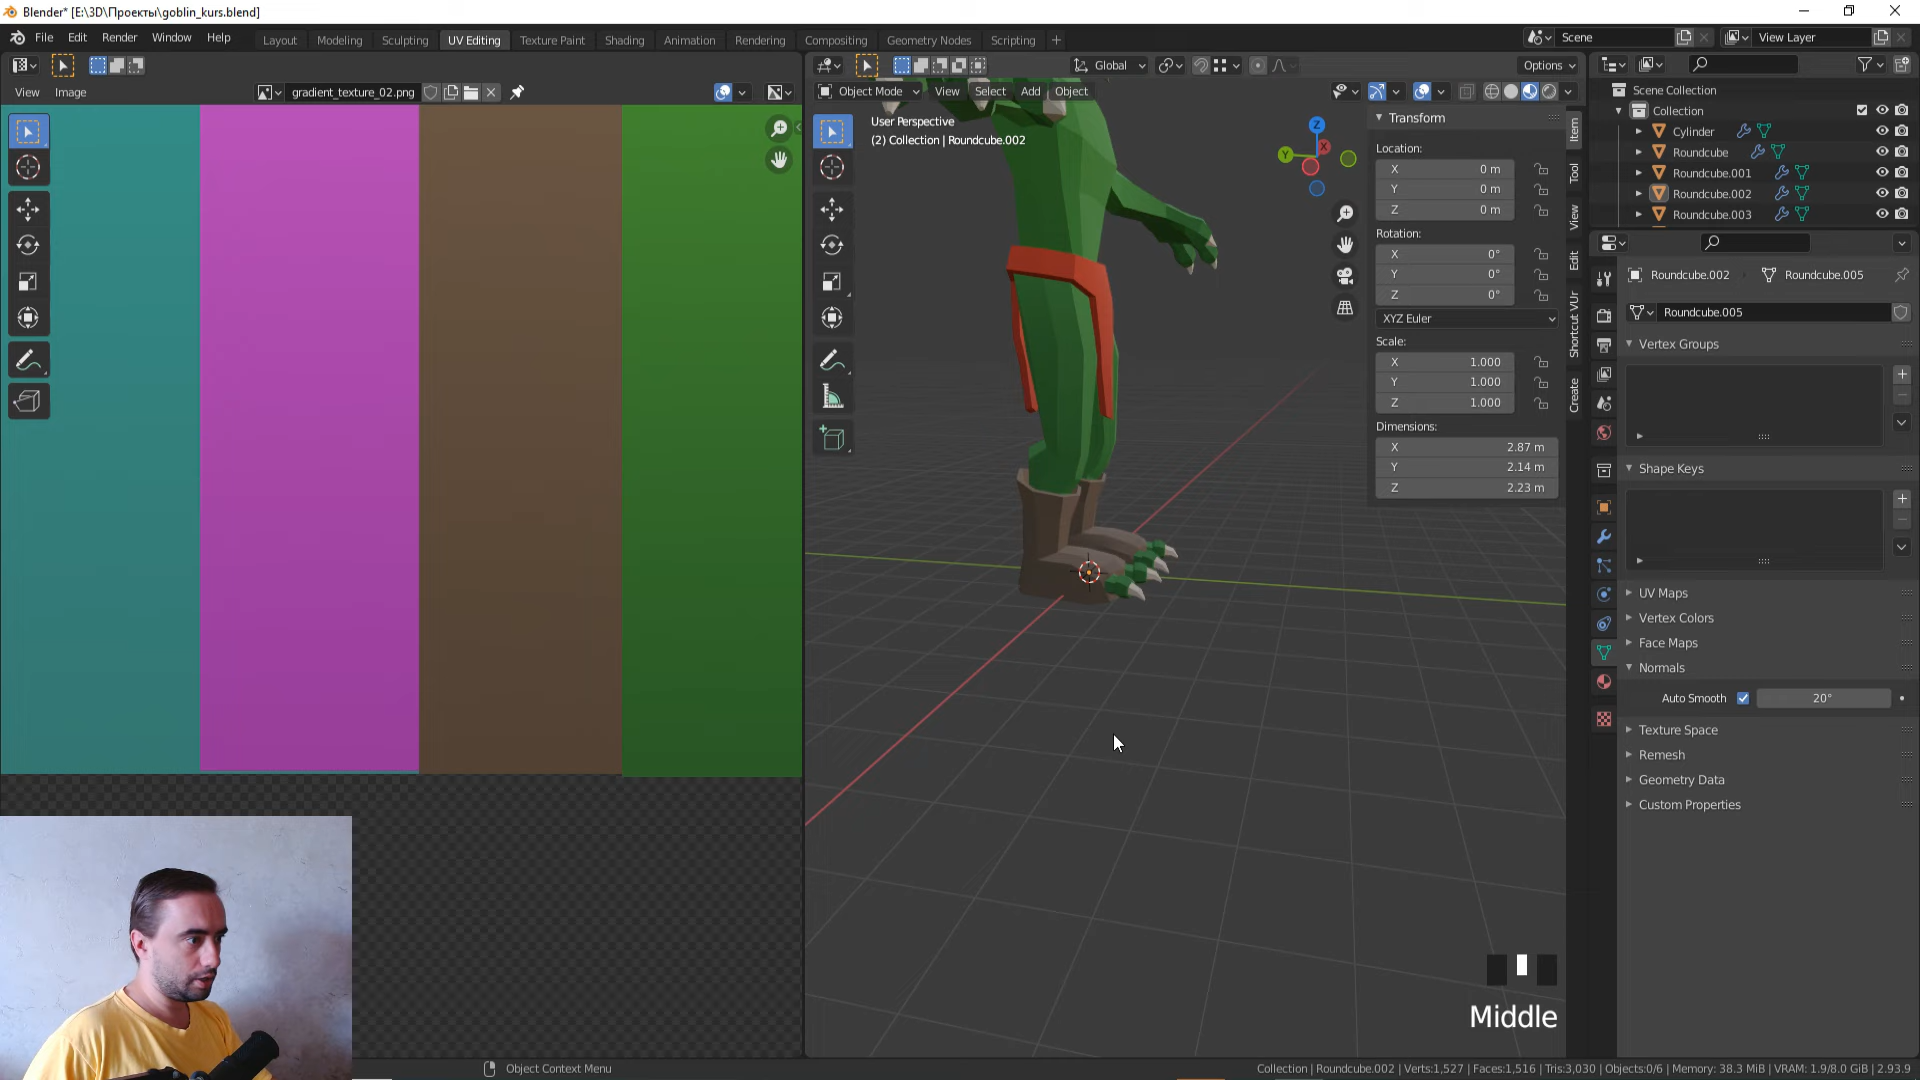 Blender* [E:\3D\Проекты\goblin_kurs.blend]
File Edit Render Window Help
Layout Modeling Sculpting UV Editing Texture Paint Shading Animation Rendering Compositing Geometry Nodes Scripting +
Scene
View Layer
Global
Options
View Image
gradient_texture_02.png
Object Mode View Select Add Object
User Perspective
(2) Collection | Roundcube.002
Z
Y
X
Transform
Location:
X 0 m
Y 0 m
Z 0 m
Rotation:
X 0°
Y 0°
Z 0°
XYZ Euler
Scale:
X 1.000
Y 1.000
Z 1.000
Dimensions:
X 2.87 m
Y 2.14 m
Z 2.23 m
Item
Tool
View
Edit
Shortcut VUr
Create
Scene Collection
Collection
Cylinder
Roundcube
Roundcube.001
Roundcube.002
Roundcube.003
Roundcube.002
Roundcube.005
Roundcube.005
Vertex Groups
Shape Keys
UV Maps
Vertex Colors
Face Maps
Normals
Auto Smooth 20°
Texture Space
Remesh
Geometry Data
Custom Properties
Middle
Object Context Menu
Collection | Roundcube.002 | Verts:1,527 | Faces:1,516 | Tris:3,030 | Objects:0/6 | Memory: 38.3 MiB | VRAM: 1.9/8.0 GiB | 2.93.9